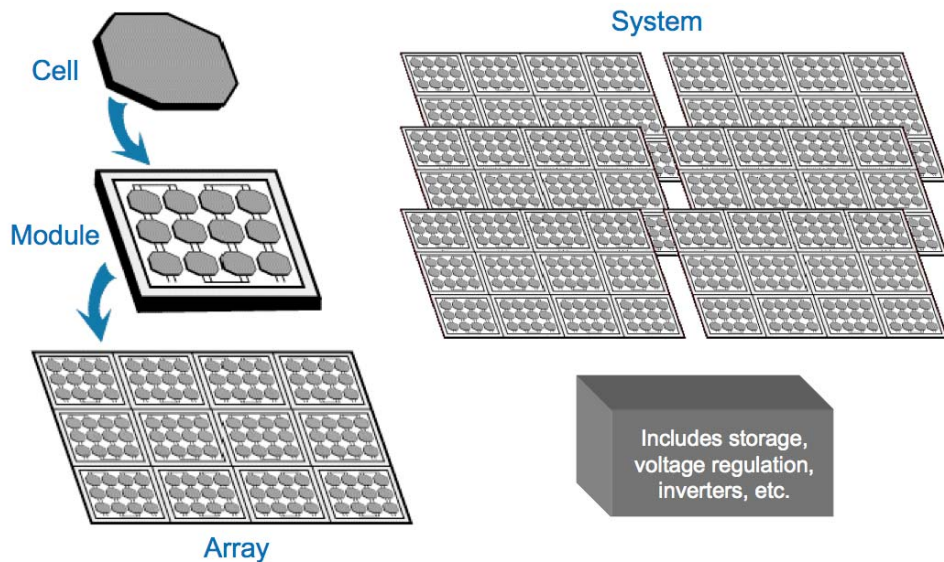 Cell
Module
Array
System
Includes storage,
voltage regulation,
inverters, etc.